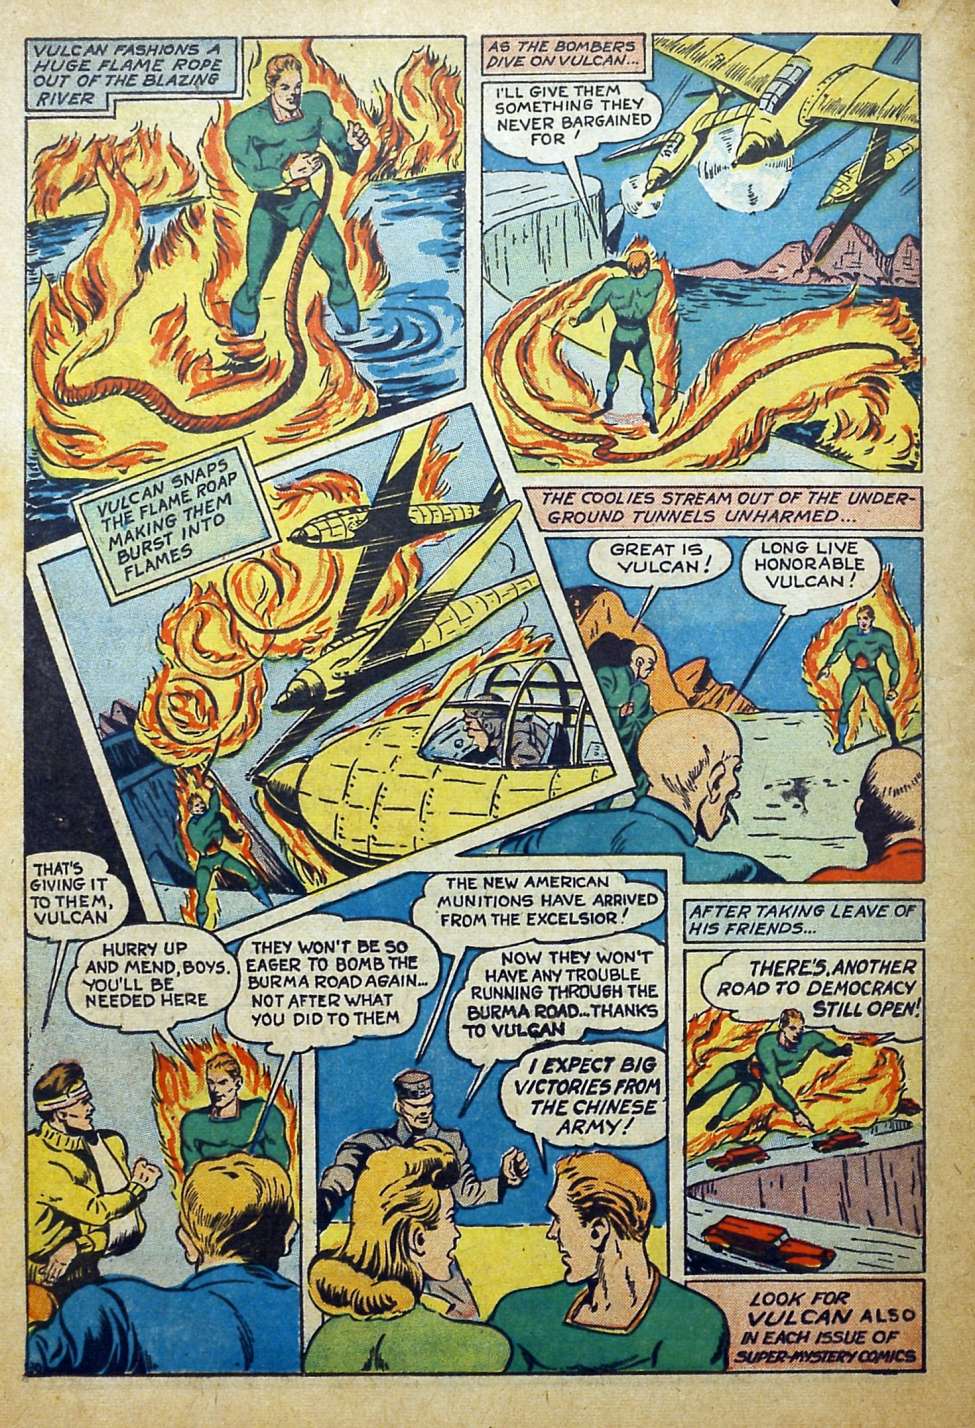 VULCAN FASHIONS A
HUGE FLAME ROPE
OUT OF THE BLAZING
RIVER
AS THE BOMBERS
DIVE ON VULCAN...
I'LL GIVE THEM
SOMETHING THEY
NEVER BARGAINED
FOR!
VULCAN SNAPS
THE FLAME ROAP
MAKING THEM
BURST INTO
FLAMES
THE COOLIES STREAM OUT OF THE UNDER-
GROUND TUNNELS UNHARMED...
GREAT IS
VULCAN!
LONG LIVE
HONORABLE
VULCAN!
THAT'S
GIVING IT
TO THEM,
VULCAN
HURRY UP
AND MEND, BOYS.
YOU'LL BE
NEEDED HERE
THEY WON'T BE SO
EAGER TO BOMB THE
BURMA ROAD AGAIN...
NOT AFTER WHAT
YOU DID TO THEM
THE NEW AMERICAN
MUNITIONS HAVE ARRIVED
FROM THE EXCELSIOR!
NOW THEY WON'T
HAVE ANY TROUBLE
RUNNING THROUGH THE
BURMA ROAD...THANKS
TO VULCAN
I EXPECT BIG
VICTORIES FROM
THE CHINESE
ARMY!
AFTER TAKING LEAVE OF
HIS FRIENDS...
THERE'S, ANOTHER
ROAD TO DEMOCRACY
STILL OPEN!
LOOK FOR
VULCAN ALSO
IN EACH ISSUE OF
SUPER-MYSTERY COMICS